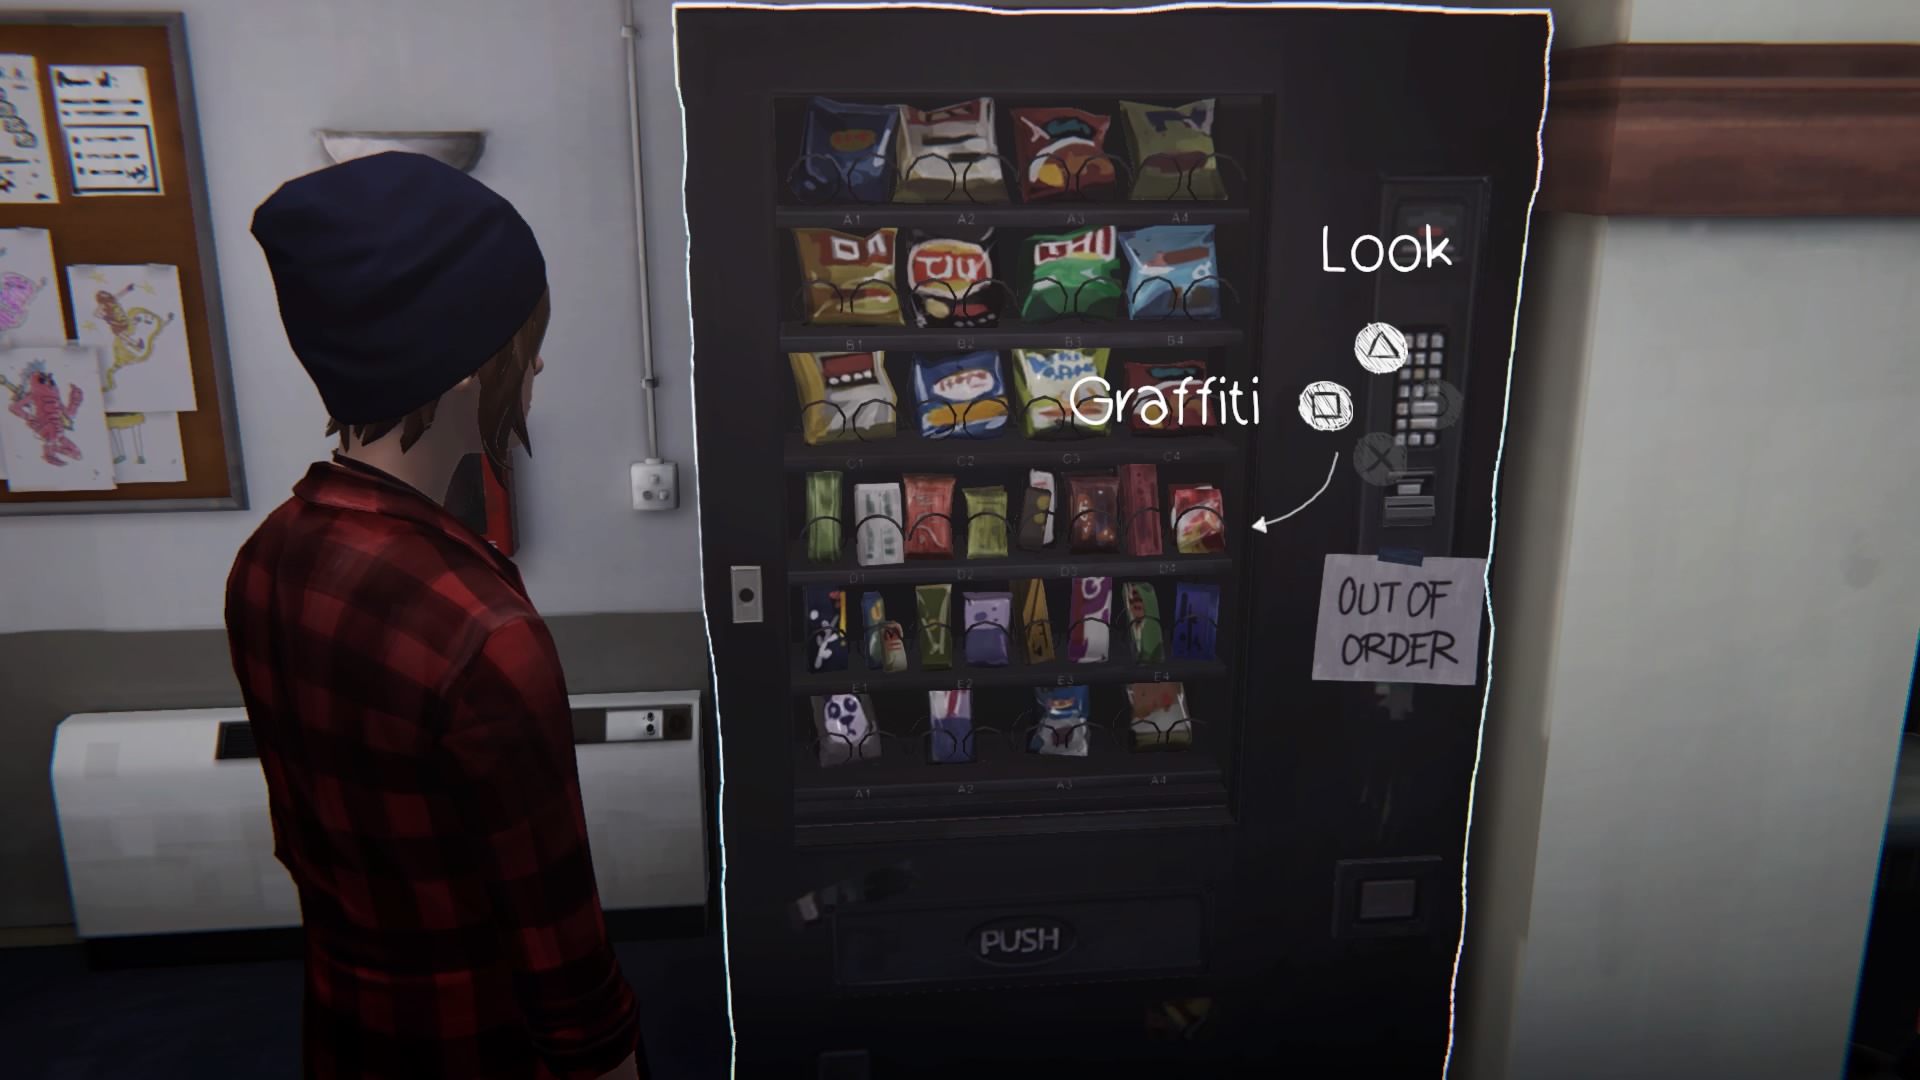 A1 A2 A3 A4
B1 B2 B3 B4
C1 C2 C3 C4
D1 D2 D3 D4
E1 E2 E3 E4
A1 A2 A3 A4
Look
Graffiti
OUT OF
ORDER
PUSH